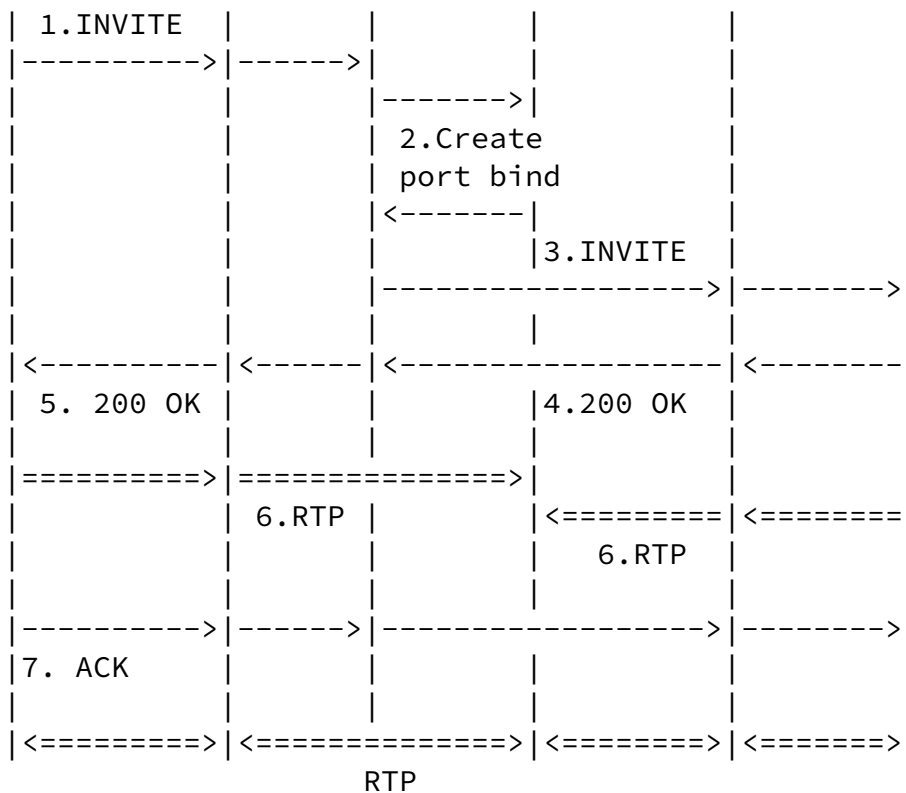 | 1.INVITE  |       |        |          |
|---------->|------>|        |          |
|           |       |------->|          |
|           |       | 2.Create          |
|           |       | port bind         |
|           |       |<-------|          |
|           |       |        |3.INVITE  |
|           |       |------------------>|-------->
|           |       |        |          |
|<----------|<------|<------------------|<--------
| 5. 200 OK |       |        |4.200 OK  |
|           |       |        |          |
|==========>|===============>|          |
|           | 6.RTP |        |<=========|<========
|           |       |        |   6.RTP  |
|           |       |        |          |
|---------->|------>|------------------>|-------->
|7. ACK     |       |        |          |
|           |       |        |          |
|<=========>|<==============>|<========>|<=======>
                    RTP